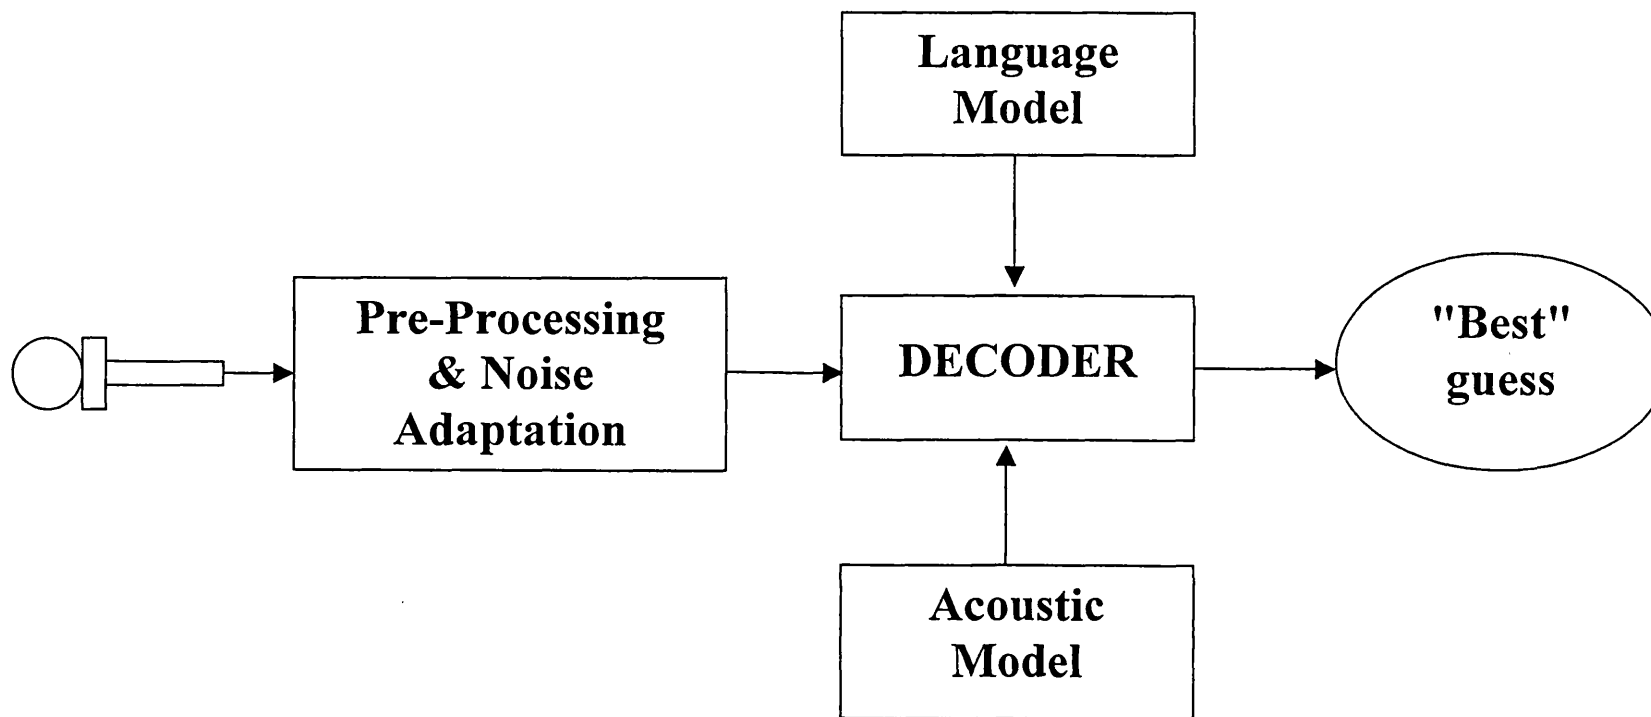 Language
Model
Pre-Processing
& Noise
Adaptation
DECODER
"Best"
guess
Acoustic
Model